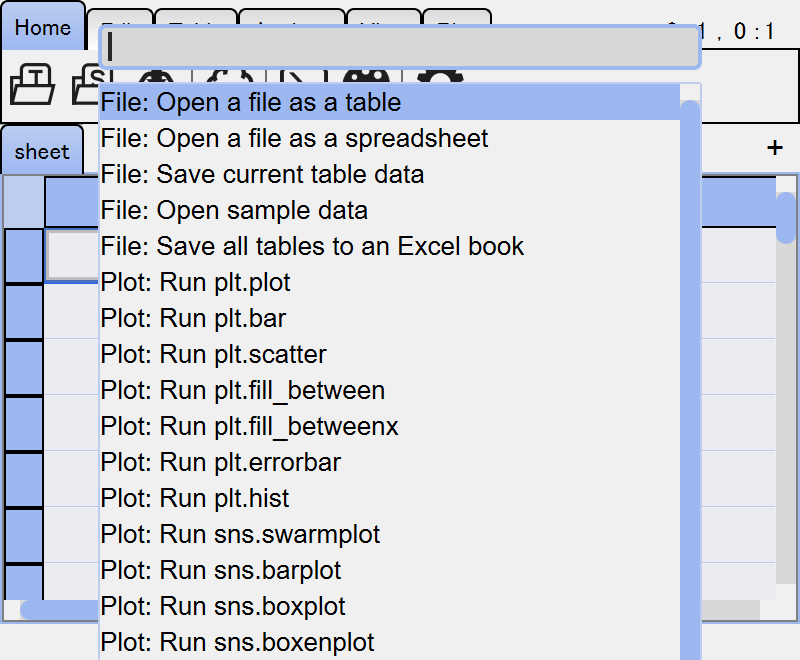 Home
1 , 0 : 1
T S
sheet
+
File: Open a file as a table
File: Open a file as a spreadsheet
File: Save current table data
File: Open sample data
File: Save all tables to an Excel book
Plot: Run plt.plot
Plot: Run plt.bar
Plot: Run plt.scatter
Plot: Run plt.fill_between
Plot: Run plt.fill_betweenx
Plot: Run plt.errorbar
Plot: Run plt.hist
Plot: Run sns.swarmplot
Plot: Run sns.barplot
Plot: Run sns.boxplot
Plot: Run sns.boxenplot